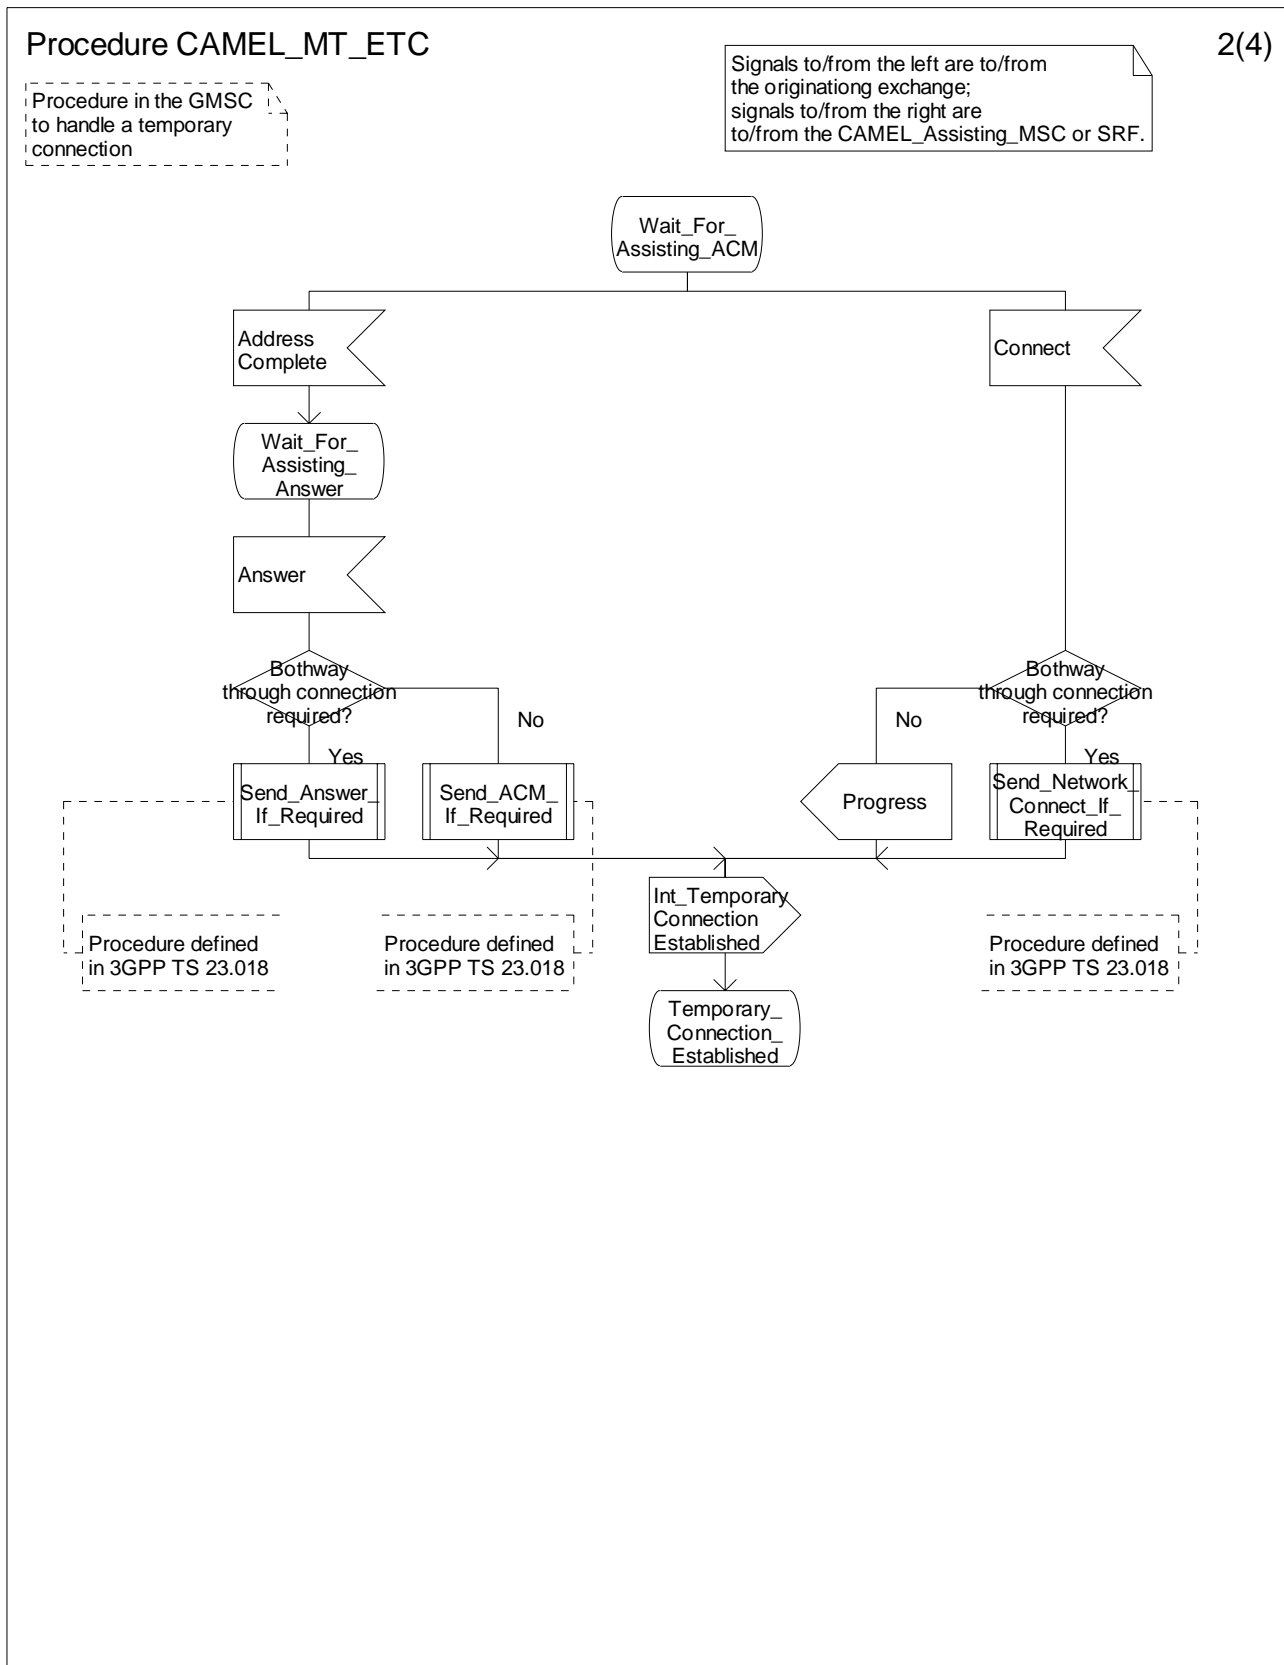 Procedure CAMEL_MT_ETC
2(4)
Procedure in the GMSC
to handle a temporary
connection
Signals to/from the left are to/from
the originationg exchange;
signals to/from the right are
to/from the CAMEL_Assisting_MSC or SRF.
Wait_For_
Assisting_ACM
Address
Complete
Connect
Wait_For_
Assisting_
Answer
Answer
Bothway
through connection
required?
No
Yes
Bothway
through connection
required?
No
Yes
Send_Answer_
If_Required
Send_ACM_
If_Required
Progress
Send_Network_
Connect_If_
Required
Int_Temporary
Connection
Established
Procedure defined
in 3GPP TS 23.018
Procedure defined
in 3GPP TS 23.018
Procedure defined
in 3GPP TS 23.018
Temporary_
Connection_
Established